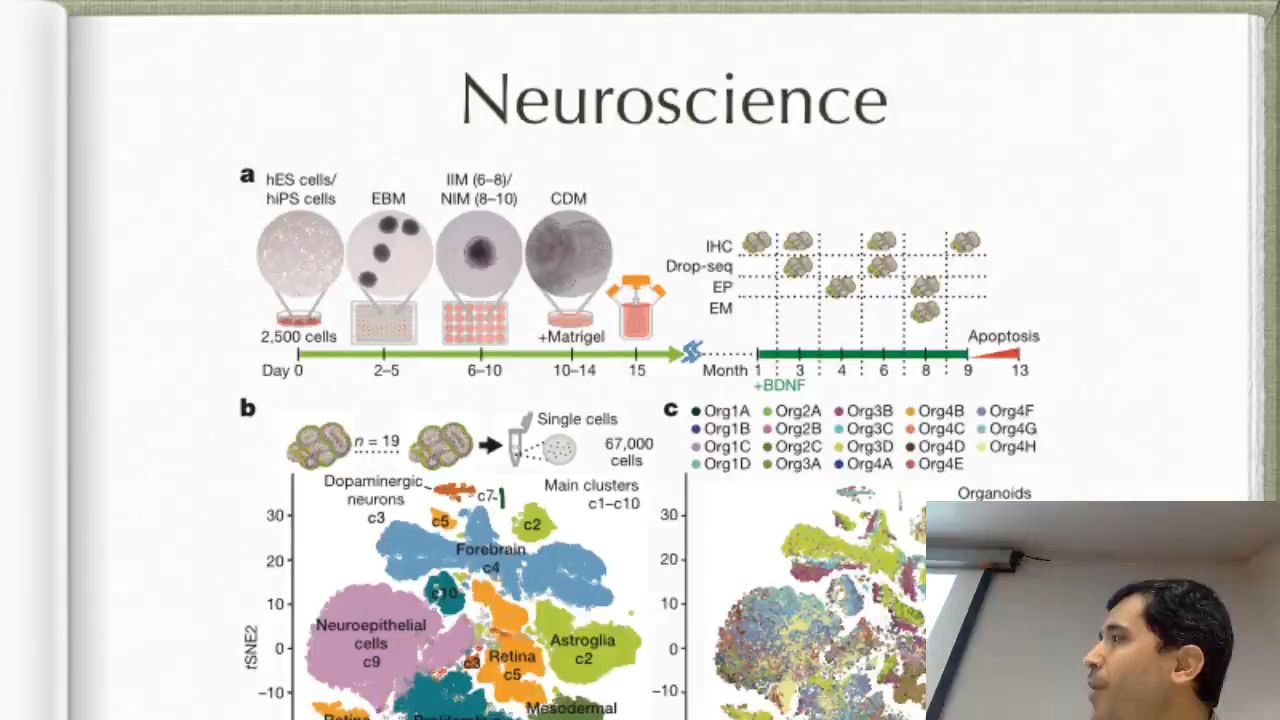 Neuroscience
a
hES cells/
hiPS cells
EBM
IIM (6–8)/
NIM (8–10)
CDM
2,500 cells
+Matrigel
Day 0
2–5
6–10
10–14
15
IHC
Drop-seq
EP
EM
Apoptosis
Month 1
3
4
6
8
9
13
+BDNF
b
n = 19
Single cells
67,000
cells
Dopaminergic
neurons
c3
c7
Main clusters
c1–c10
c5
c2
Forebrain
c4
c10
Neuroepithelial
cells
c9
Astroglia
c2
c3
Retina
c5
Mesodermal
30
20
10
0
−10
tSNE2
c
Org1A Org2A Org3B Org4B Org4F
Org1B Org2B Org3C Org4C Org4G
Org1C Org2C Org3D Org4D Org4H
Org1D Org3A Org4A Org4E
Organoids
30
20
10
0
−10